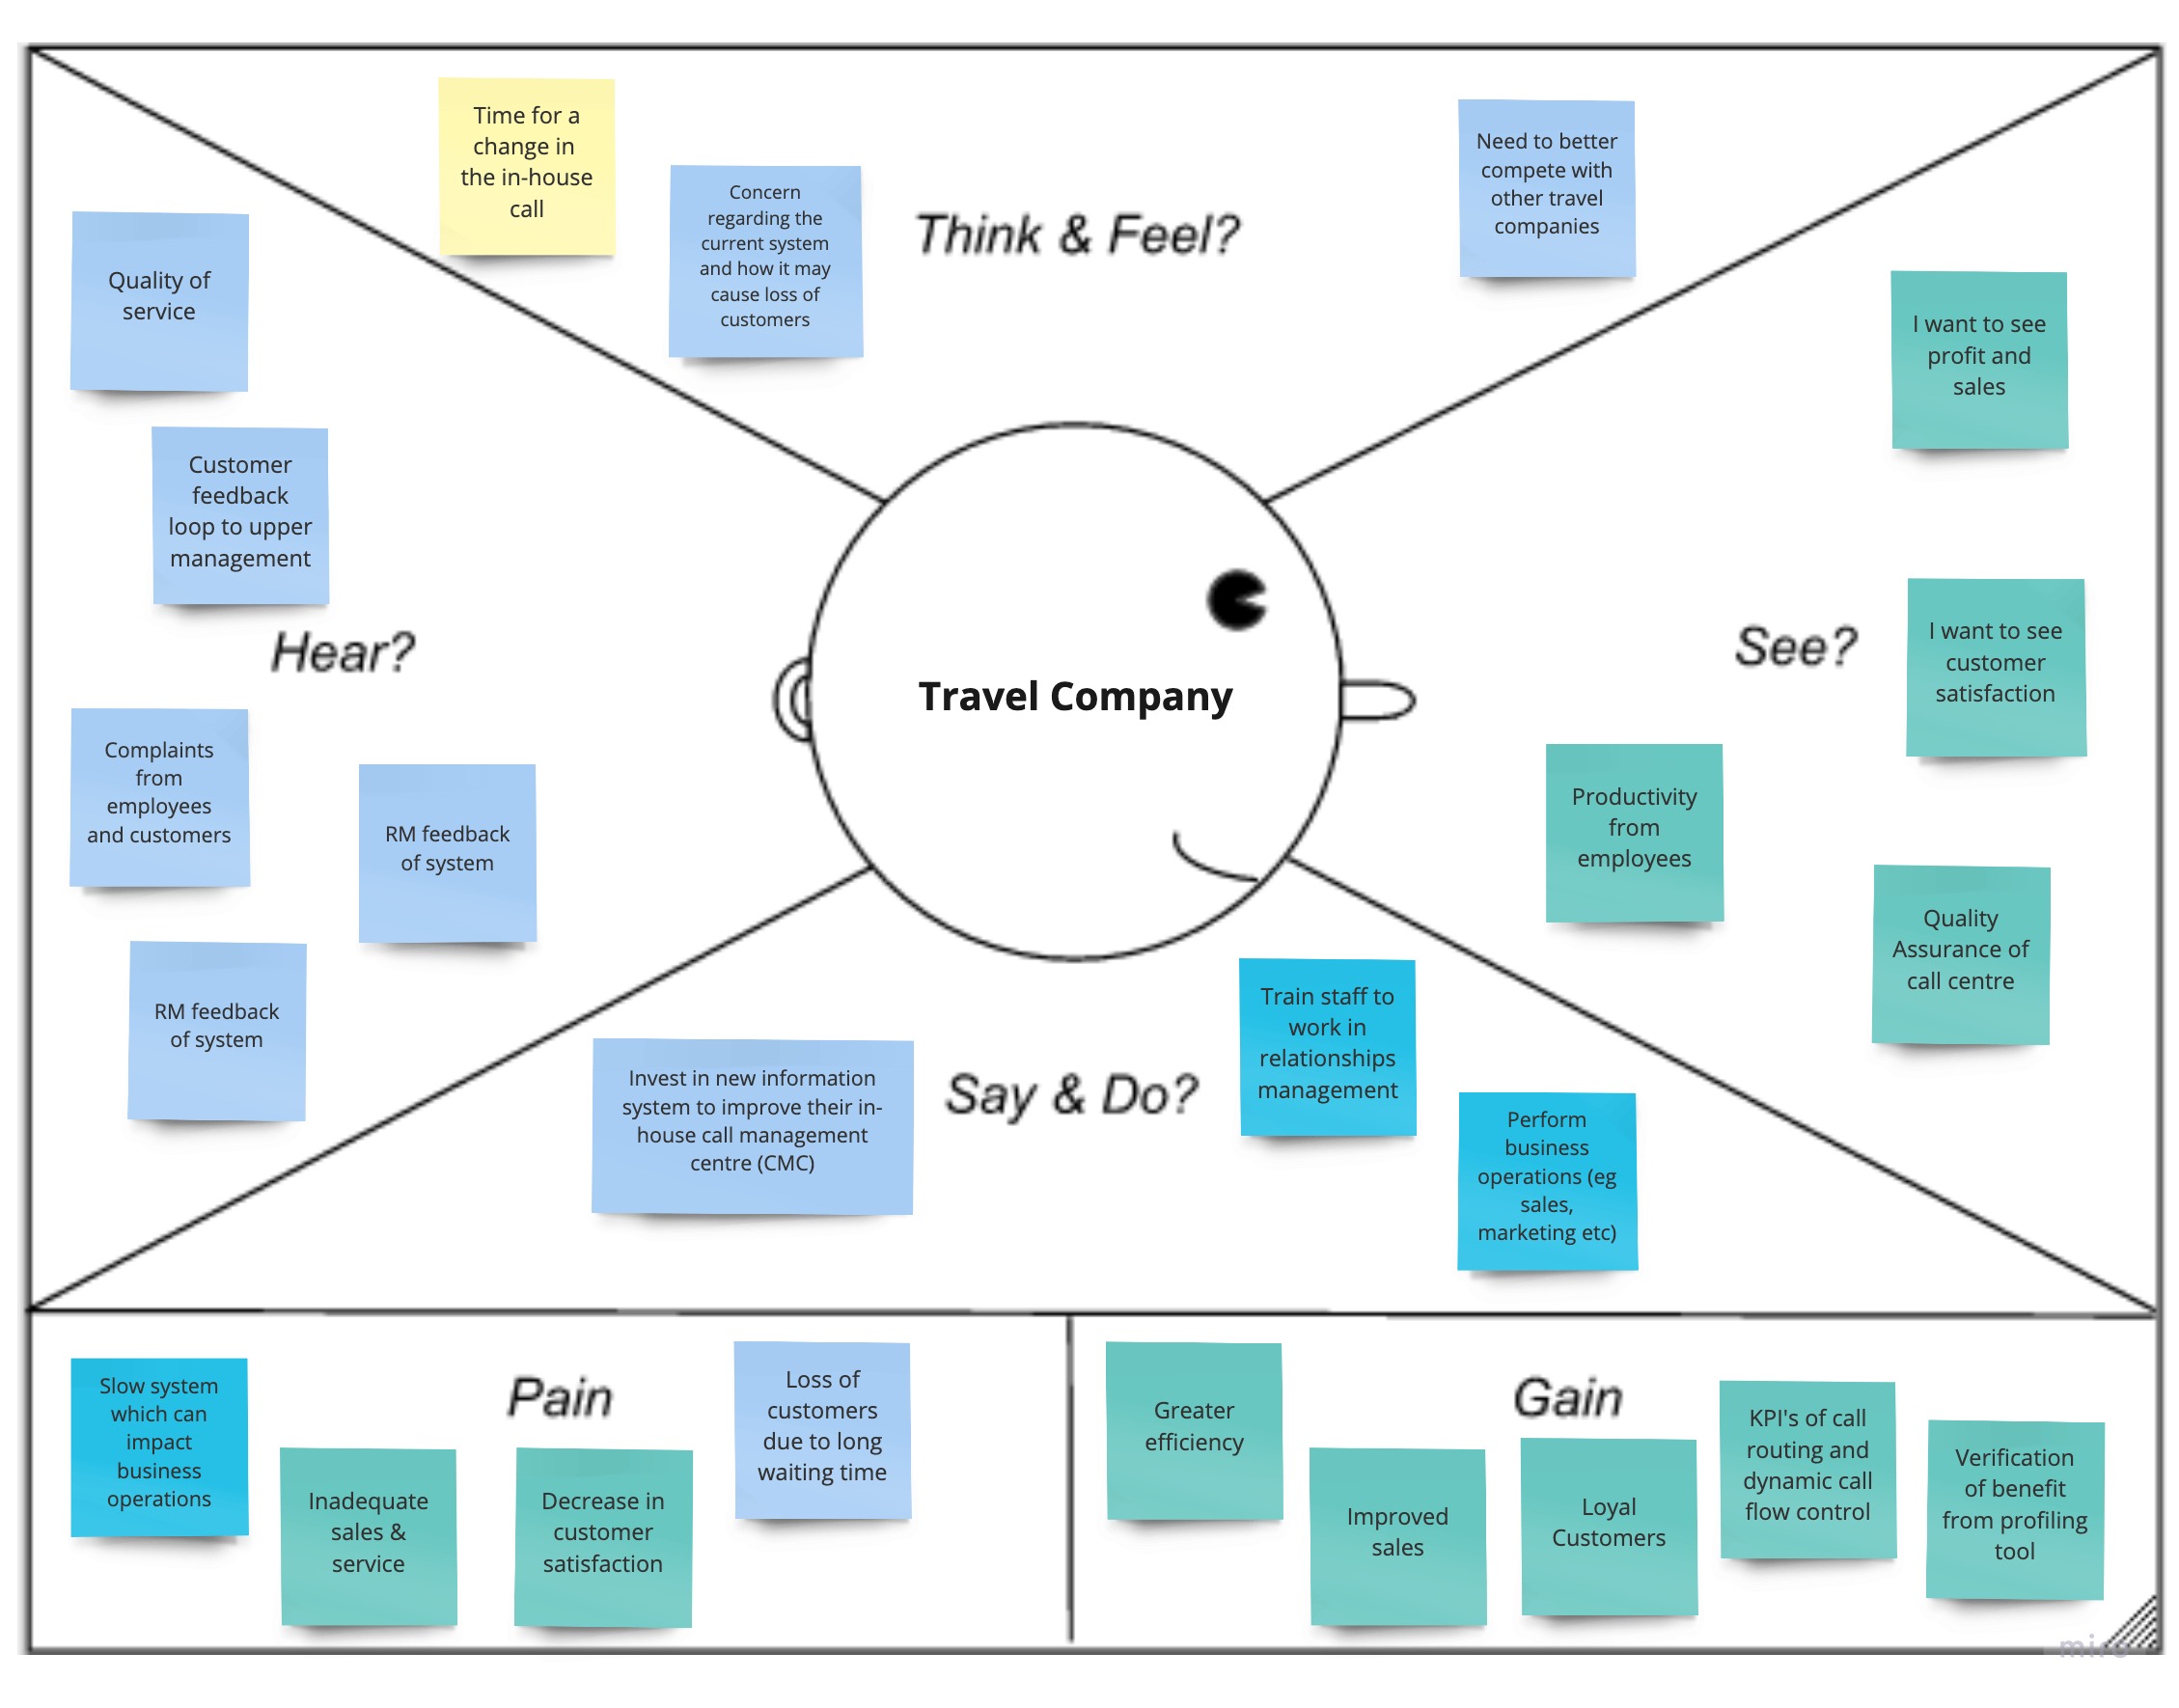 Time for a
change in
the in-house
call
Concern
regarding the
current system
and how it may
cause loss of
customers
Think & Feel?
Need to better
compete with
other travel
companies
Quality of
service
Customer
feedback
loop to upper
management
Hear?
Complaints
from
employees
and customers
RM feedback
of system
RM feedback
of system
Travel Company
I want to see
profit and
sales
See?
I want to see
customer
satisfaction
Productivity
from
employees
Quality
Assurance of
call centre
Invest in new information
system to improve their in-
house call management
centre (CMC)
Say & Do?
Train staff to
work in
relationships
management
Perform
business
operations (eg
sales,
marketing etc)
Slow system
which can
impact
business
operations
Pain
Inadequate
sales &
service
Decrease in
customer
satisfaction
Loss of
customers
due to long
waiting time
Greater
efficiency
Gain
Improved
sales
Loyal
Customers
KPI's of call
routing and
dynamic call
flow control
Verification
of benefit
from profiling
tool
miro